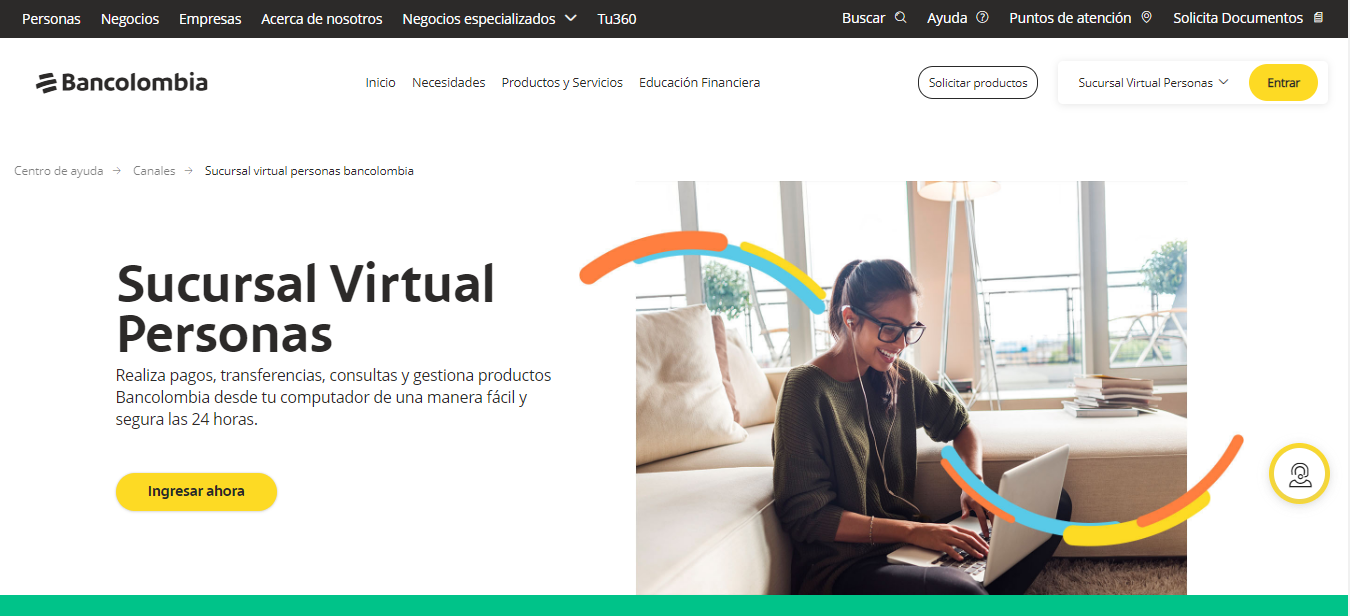 Personas Negocios Empresas Acerca de nosotros Negocios especializados Tu360 Buscar Ayuda Puntos de atención Solicita Documentos
Bancolombia Inicio Necesidades Productos y Servicios Educación Financiera Solicitar productos Sucursal Virtual Personas Entrar
Centro de ayuda → Canales → Sucursal virtual personas bancolombia
Sucursal Virtual
Personas
Realiza pagos, transferencias, consultas y gestiona productos
Bancolombia desde tu computador de una manera fácil y
segura las 24 horas.
Ingresar ahora